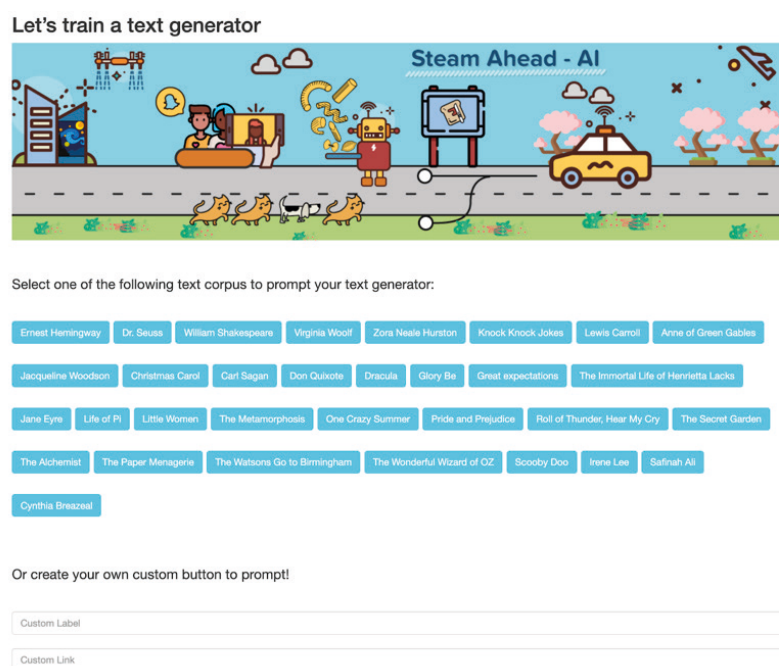 Let's train a text generator
Steam Ahead - AI
Select one of the following text corpus to prompt your text generator:
Ernest Hemingway Dr. Seuss William Shakespeare Virginia Woolf Zora Neale Hurston Knock Knock Jokes Lewis Carroll Anne of Green Gables
Jacqueline Woodson Christmas Carol Carl Sagan Don Quixote Dracula Glory Be Great expectations The Immortal Life of Henrietta Lacks
Jane Eyre Life of Pi Little Women The Metamorphosis One Crazy Summer Pride and Prejudice Roll of Thunder, Hear My Cry The Secret Garden
The Alchemist The Paper Menagerie The Watsons Go to Birmingham The Wonderful Wizard of OZ Scooby Doo Irene Lee Safinah Ali
Cynthia Breazeal
Or create your own custom button to prompt!
Custom Label
Custom Link